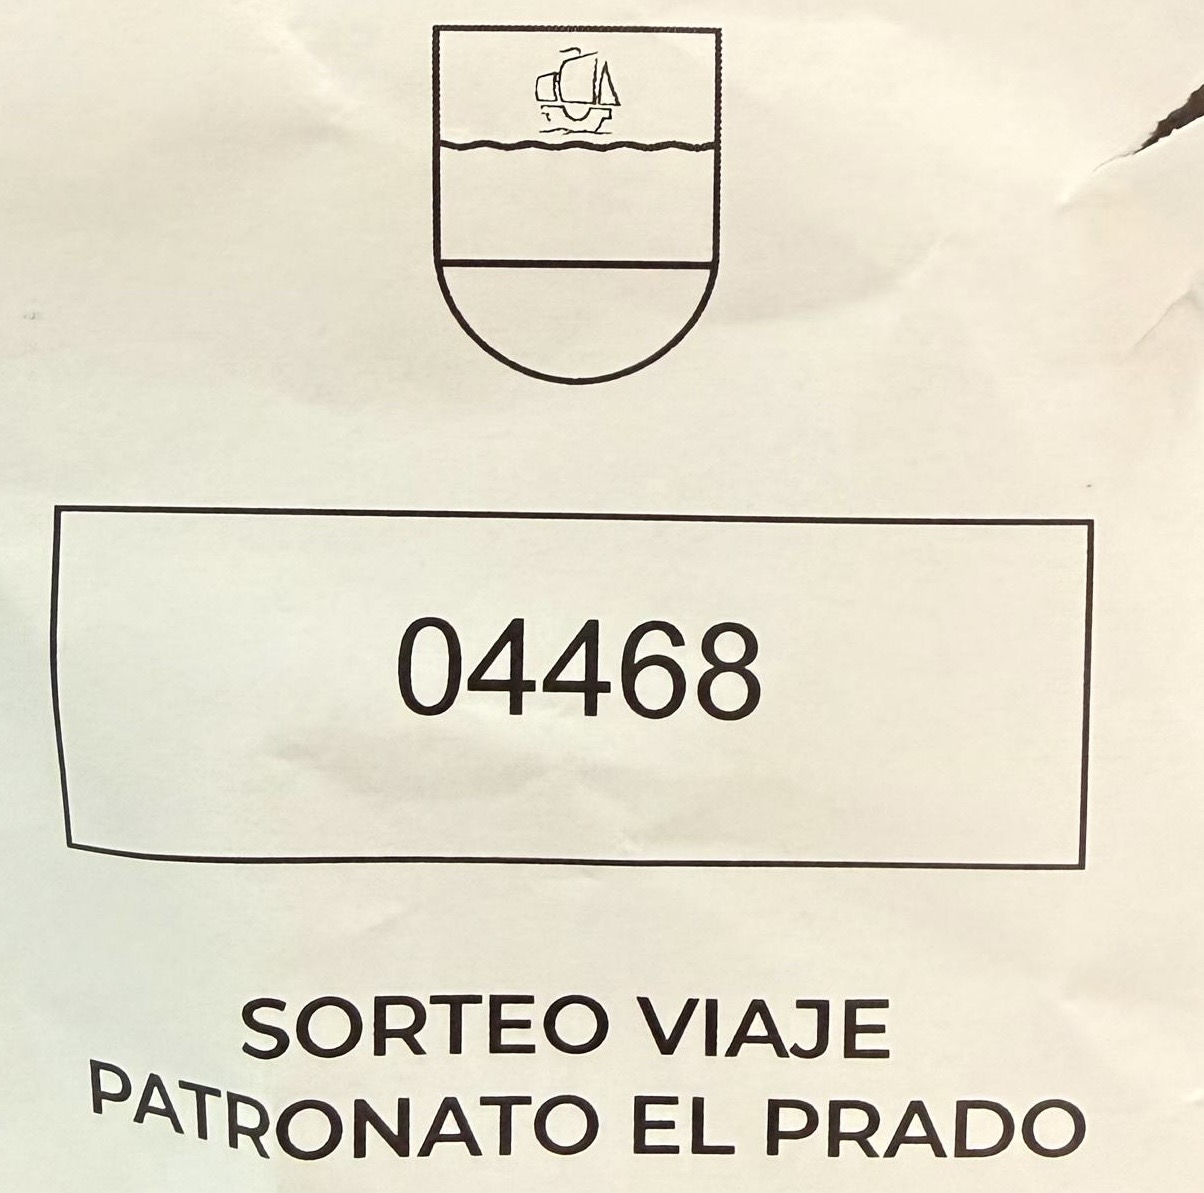 04468
SORTEO VIAJE
PATRONATO EL PRADO